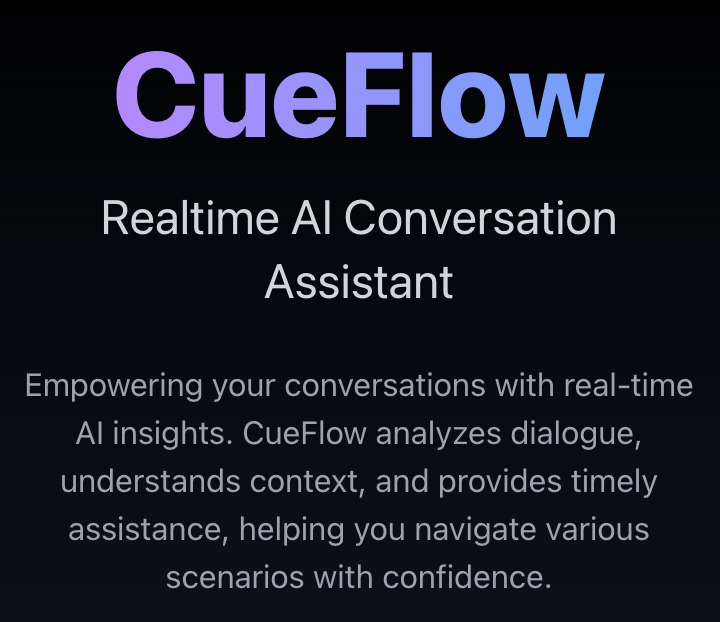 CueFlow
Realtime AI Conversation
Assistant
Empowering your conversations with real-time
AI insights. CueFlow analyzes dialogue,
understands context, and provides timely
assistance, helping you navigate various
scenarios with confidence.